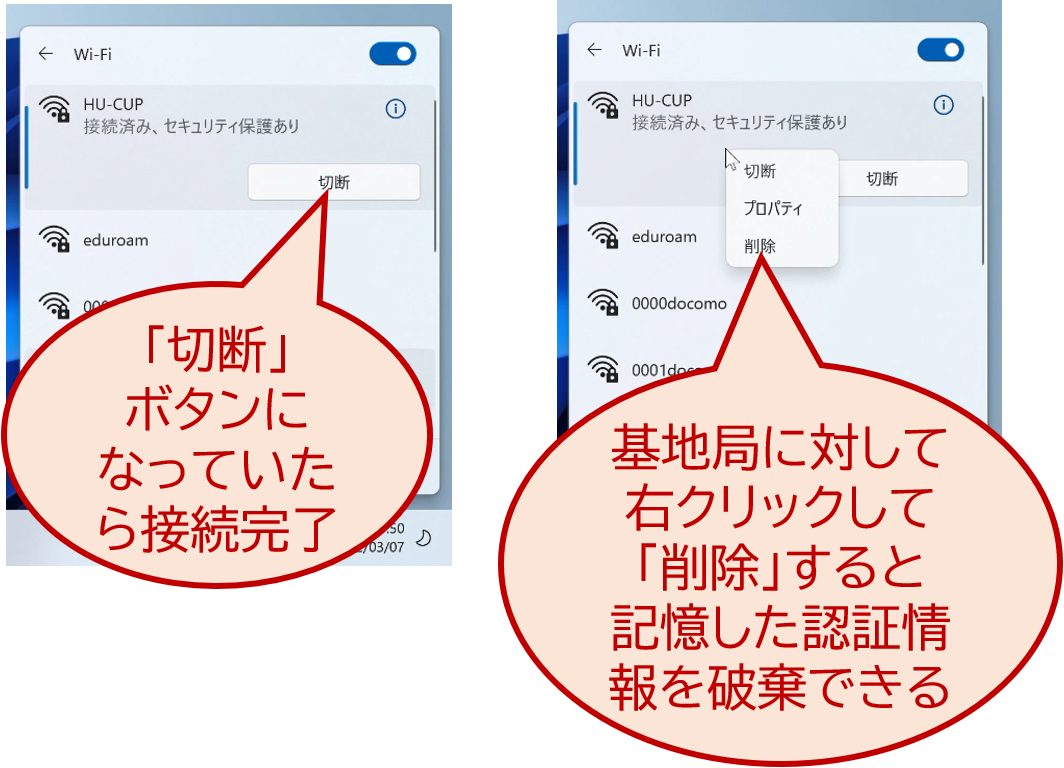 Wi-Fi
HU-CUP
接続済み、セキュリティ保護あり
切断
eduroam
「切断」
ボタンに
なっていた
ら接続完了
Wi-Fi
HU-CUP
接続済み、セキュリティ保護あり
切断
切断
プロパティ
削除
eduroam
0000docomo
基地局に対して
右クリックして
「削除」すると
記憶した認証情
報を破棄できる